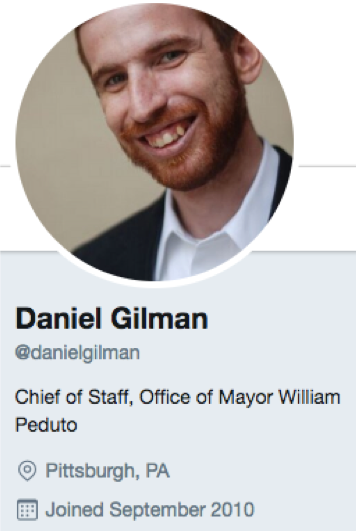 Daniel Gilman
@danielgilman
Chief of Staff, Office of Mayor William
Peduto
Pittsburgh, PA
Joined September 2010